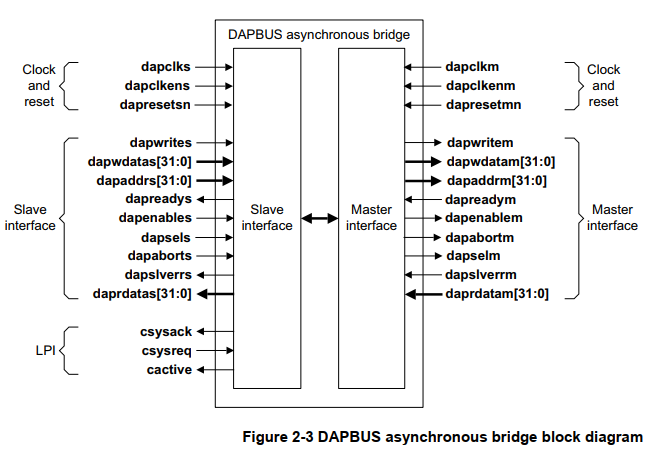 DAPBUS asynchronous bridge
Clock
and
reset
dapclks
dapclkens
dapresetsn
dapclkm
dapclkenm
dapresetmn
Clock
and
reset
Slave
interface
dapwrites
dapwdatas[31:0]
dapaddrs[31:0]
dapreadys
dapenables
dapsels
dapaborts
dapslverrs
daprdatas[31:0]
Slave
interface
Master
interface
dapwritem
dapwdatam[31:0]
dapaddrm[31:0]
dapreadym
dapenablem
dapabortm
dapselm
dapslverrm
daprdatam[31:0]
Master
interface
LPI
csysack
csysreq
cactive
Figure 2-3 DAPBUS asynchronous bridge block diagram